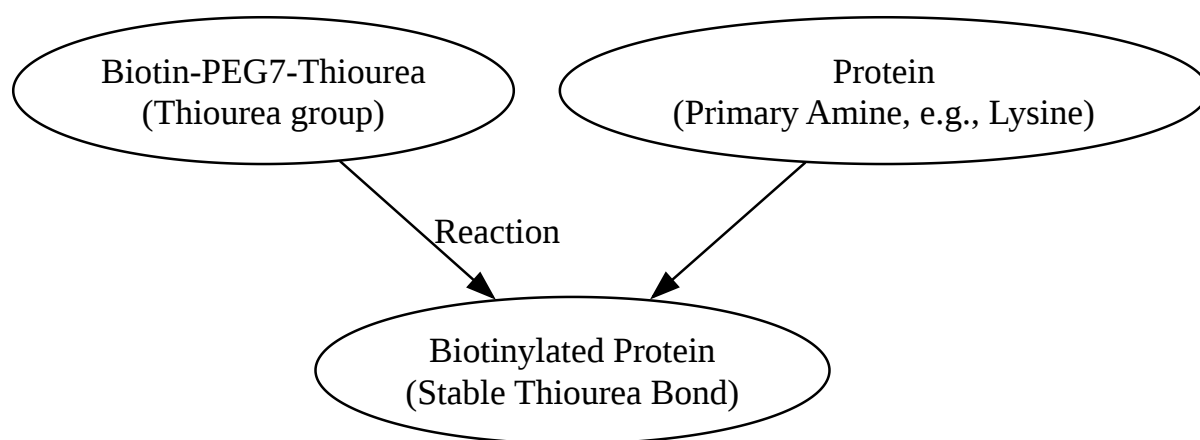 Biotin-PEG7-Thiourea
(Thiourea group)
Protein
(Primary Amine, e.g., Lysine)
Reaction
Biotinylated Protein
(Stable Thiourea Bond)